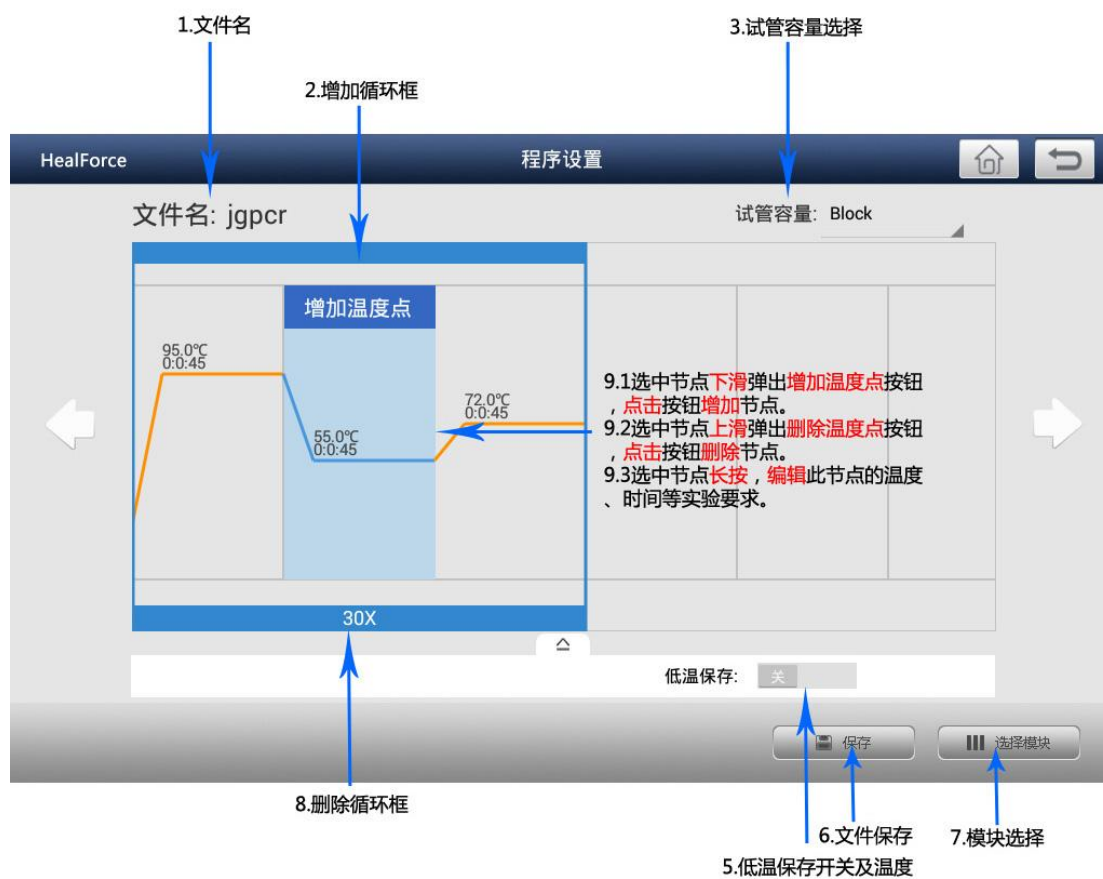 1.文件名
3.试管容量选择
2.增加循环框
HealForce
程序设置
文件名: jgpcr
试管容量: Block
增加温度点
95.0℃
0:0:45
55.0℃
0:0:45
72.0℃
0:0:45
9.1选中节点下滑弹出增加温度点按钮
，点击按钮增加节点。
9.2选中节点上滑弹出删除温度点按钮
，点击按钮删除节点。
9.3选中节点长按，编辑此节点的温度
、时间等实验要求。
30X
低温保存: 关
保存
选择模块
8.删除循环框
6.文件保存
7.模块选择
5.低温保存开关及温度